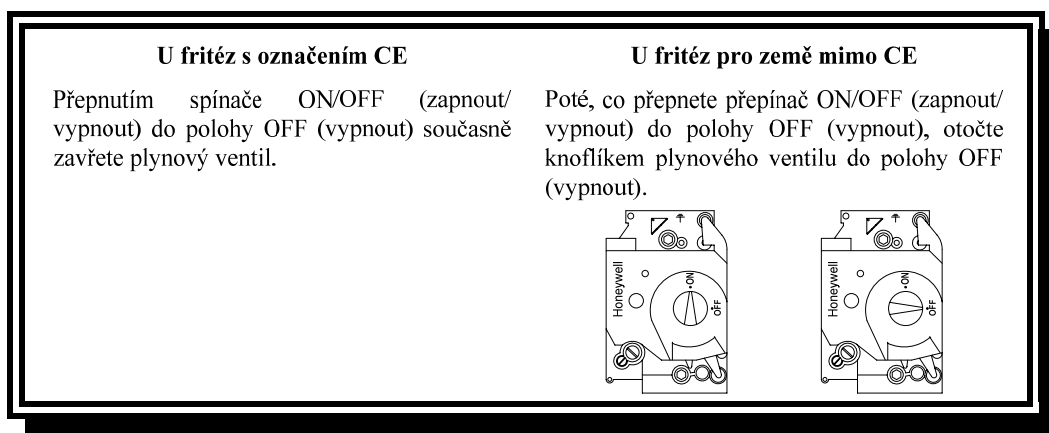 U fritéz s označením CE
Přepnutím spínače ON/OFF (zapnout/
vypnout) do polohy OFF (vypnout) současně
zavřete plynový ventil.
U fritéz pro země mimo CE
Poté, co přepnete přepínač ON/OFF (zapnout/
vypnout) do polohy OFF (vypnout), otočte
knoflíkem plynového ventilu do polohy OFF
(vypnout).
Honeywell
ON
OFF
Honeywell
ON
OFF